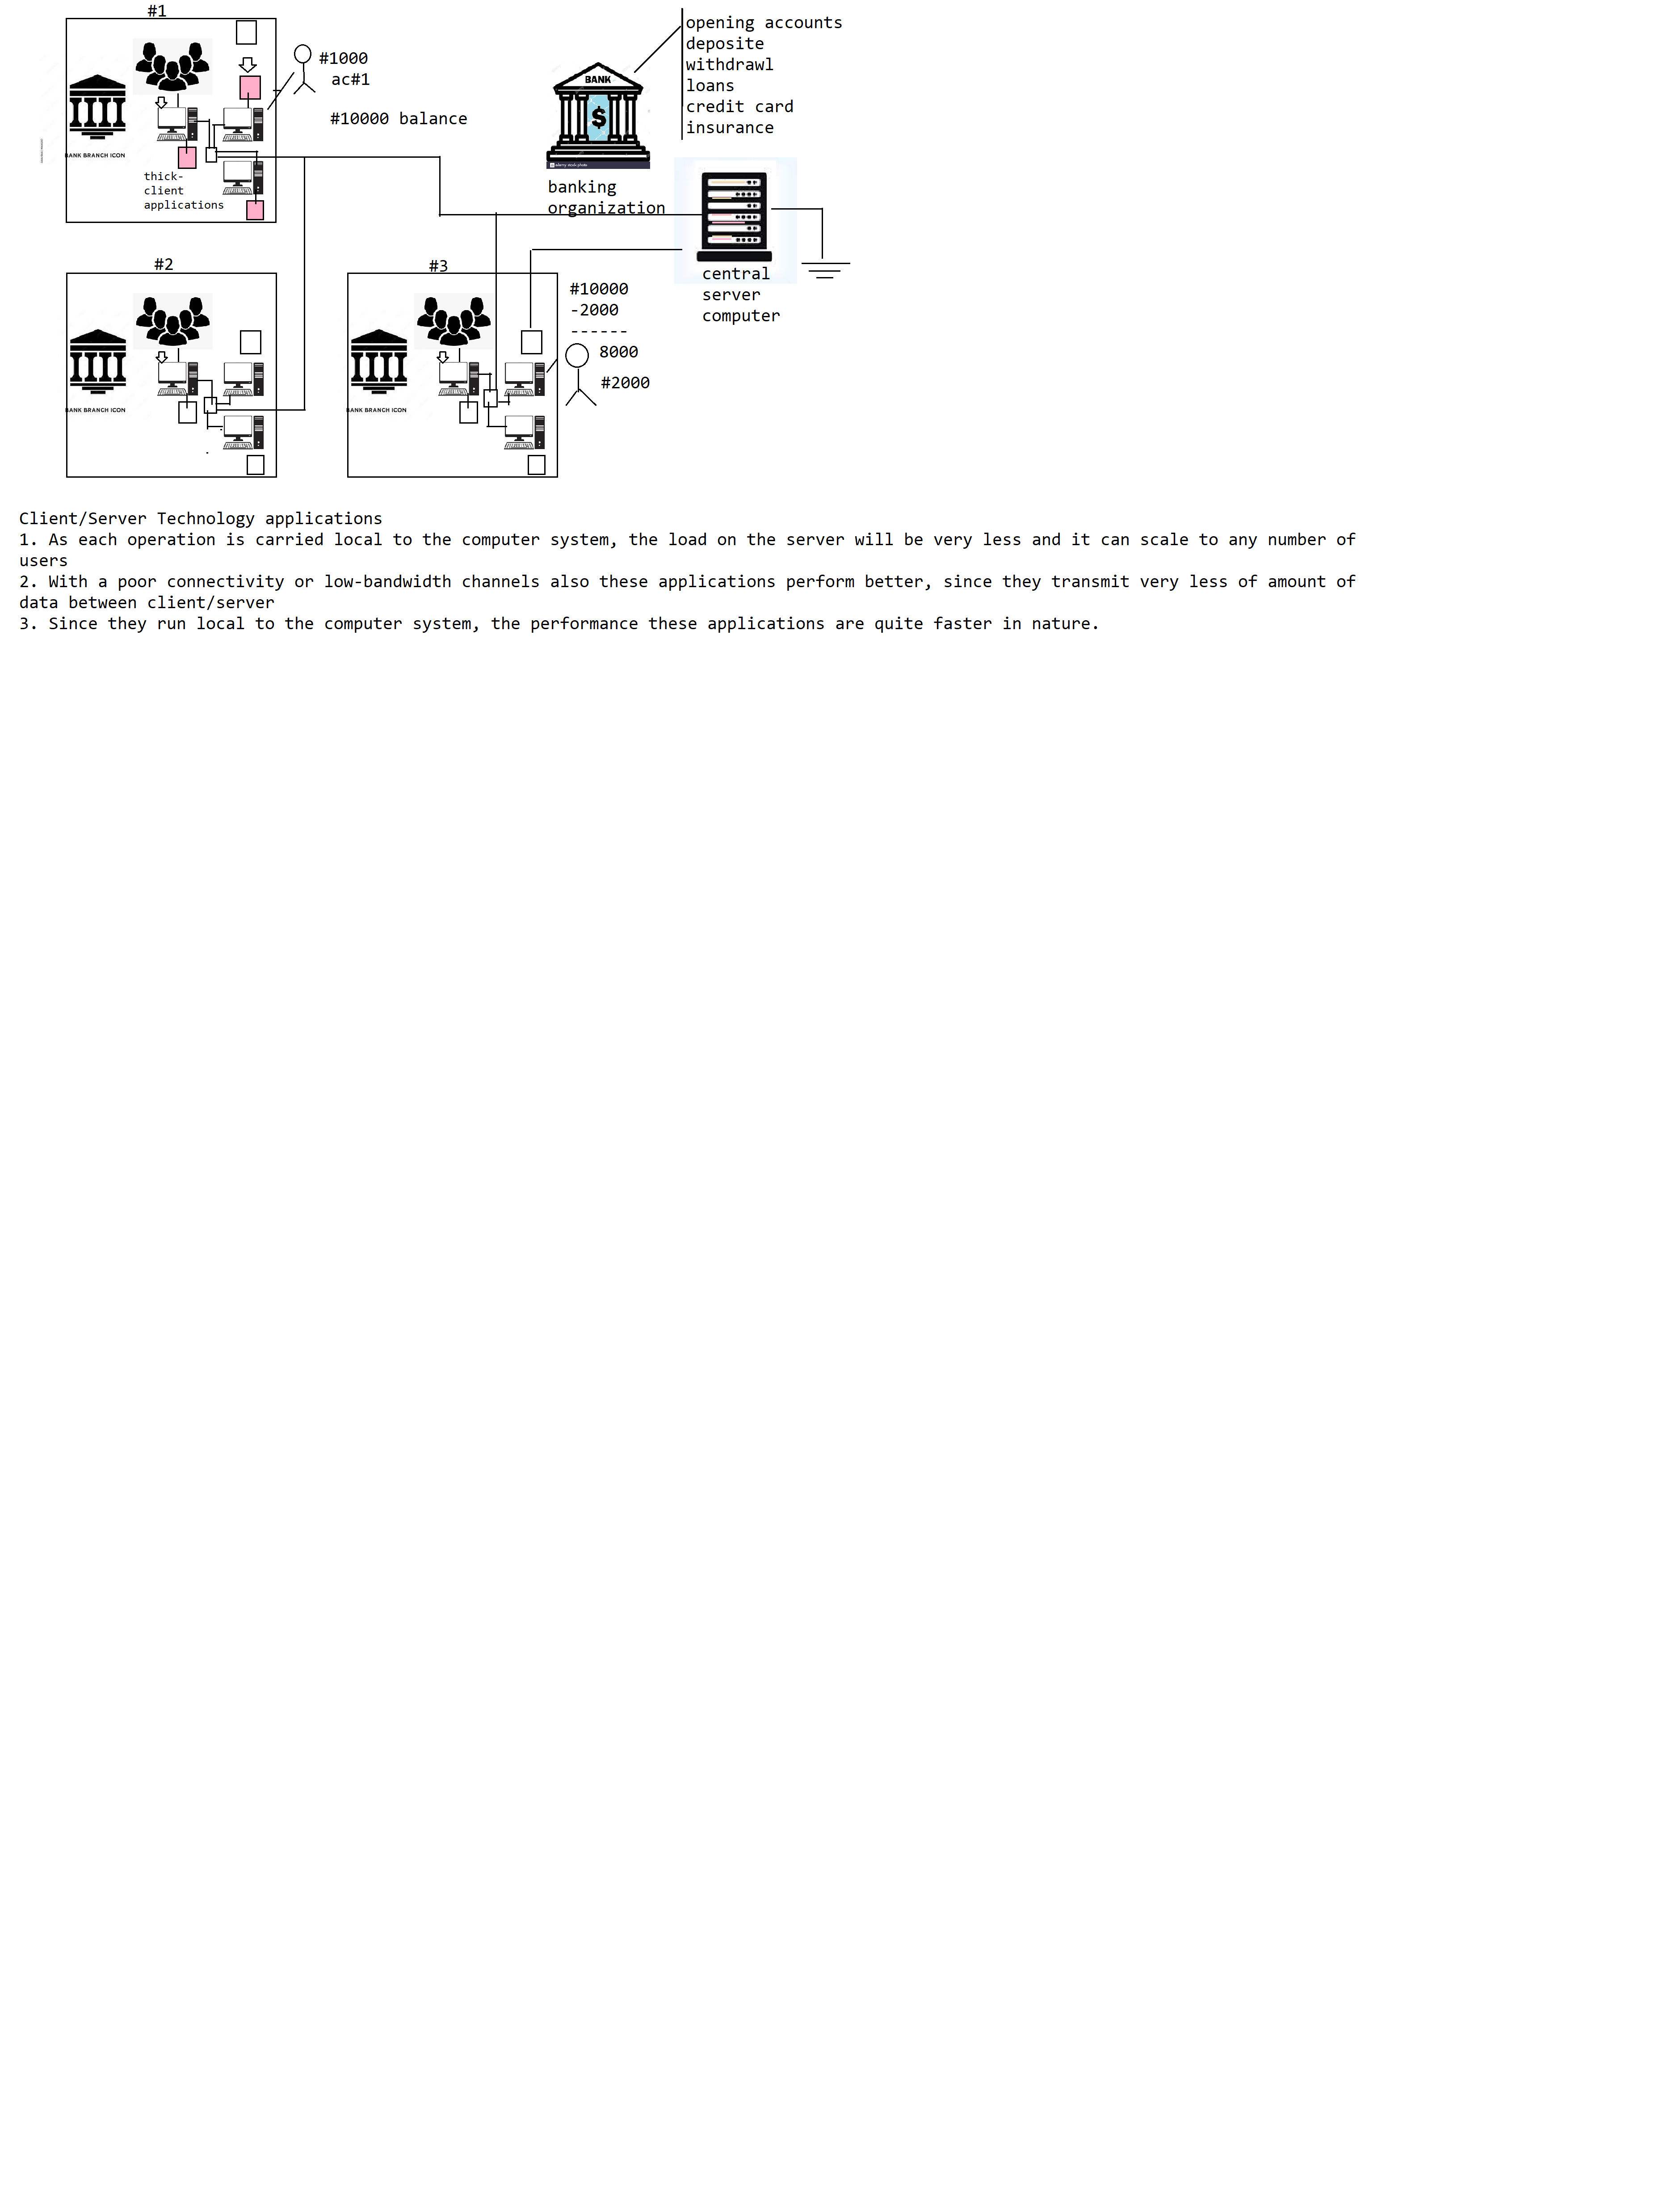 #1
#1000
ac#1
#10000 balance
BANK BRANCH ICON
thick-
client
applications
BANK
$
opening accounts
deposite
withdrawl
loans
credit card
insurance
banking
organization
central
server
computer
#2
BANK BRANCH ICON
#3
BANK BRANCH ICON
#10000
-2000
------
8000
#2000
Client/Server Technology applications
1. As each operation is carried local to the computer system, the load on the server will be very less and it can scale to any number of
users
2. With a poor connectivity or low-bandwidth channels also these applications perform better, since they transmit very less of amount of
data between client/server
3. Since they run local to the computer system, the performance these applications are quite faster in nature.